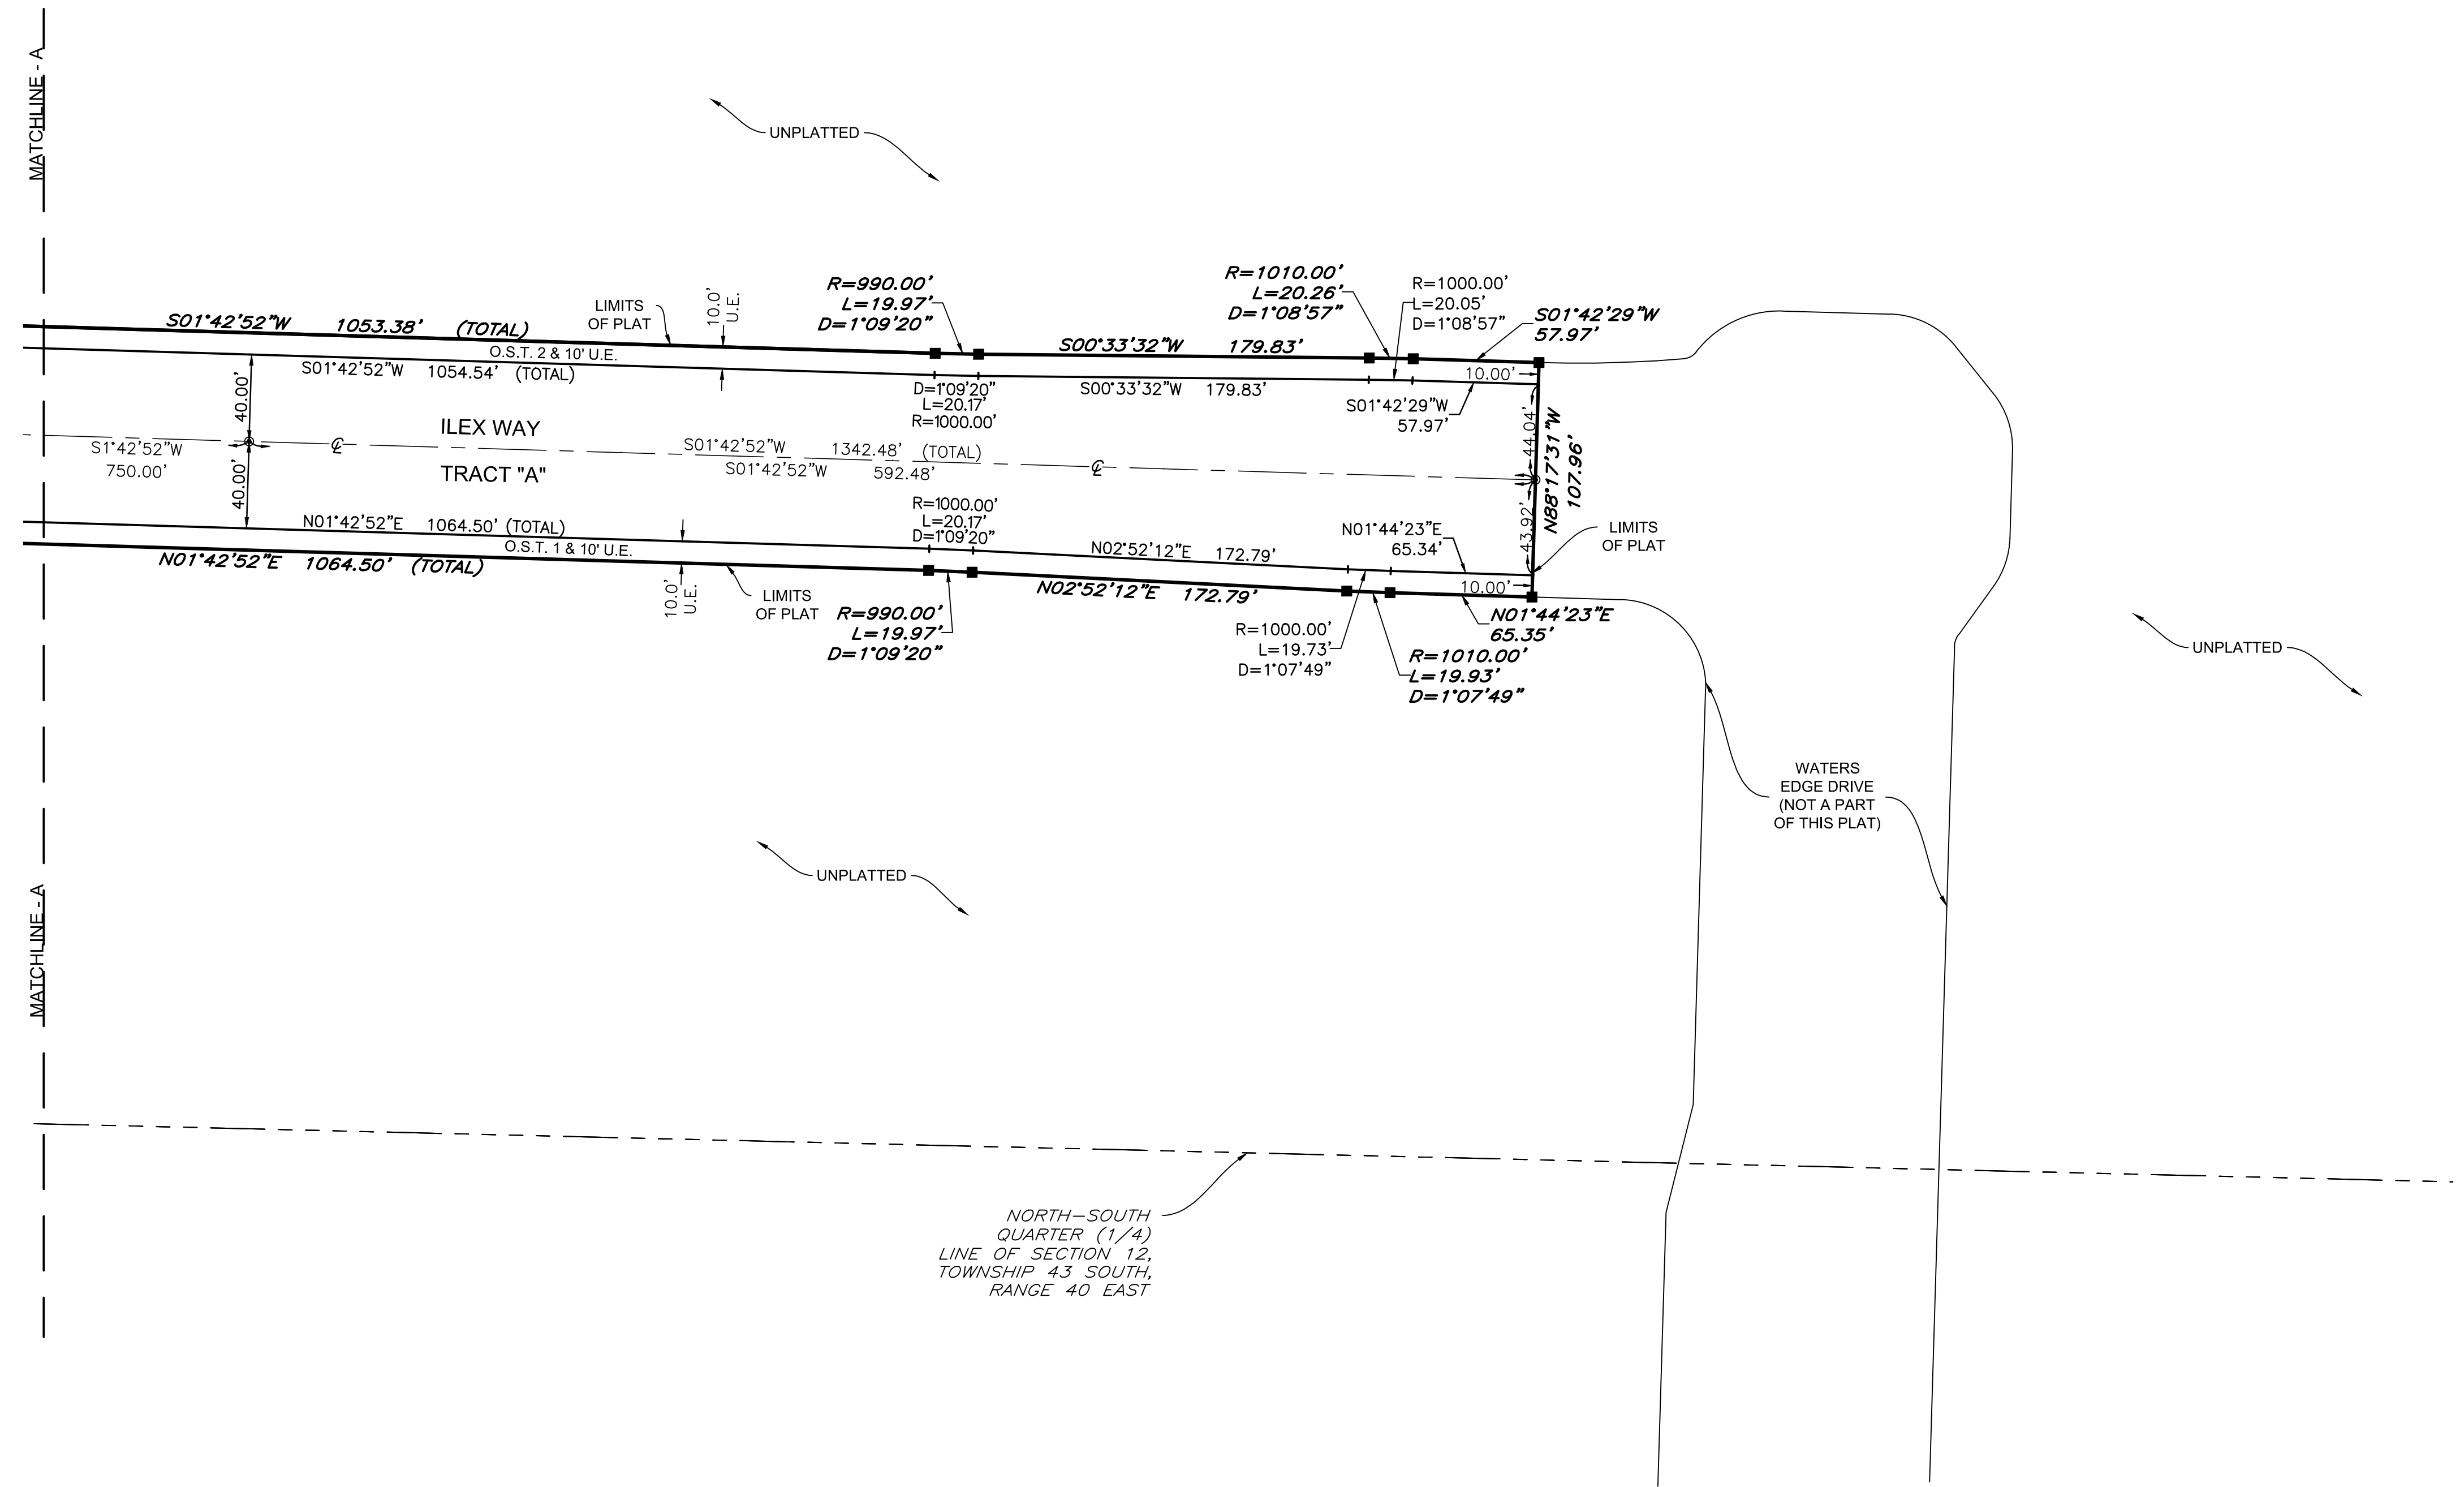 MATCHLINE - A
UNPLATTED
R=990.00'
L=19.97'
D=1°09'20"
R=1010.00'
L=20.26'
D=1°08'57"
R=1000.00'
L=20.05'
D=1°08'57"
S01°42'29"W
57.97'
LIMITS
OF PLAT
10.0'
U.E.
S01°42'52"W 1053.38' (TOTAL)
S00°33'32"W 179.83'
O.S.T. 2 & 10' U.E.
S01°42'52"W 1054.54' (TOTAL)
D=1°09'20"
L=20.17'
R=1000.00'
S00°33'32"W 179.83'
10.00'
S01°42'29"W
57.97'
40.00'
ILEX WAY
℄
S1°42'52"W
750.00'
S01°42'52"W 1342.48' (TOTAL)
S01°42'52"W 592.48'
℄
44.04'
N88°17'31"W
107.96'
40.00'
TRACT "A"
43.92'
R=1000.00'
L=20.17'
D=1°09'20"
N01°42'52"E 1064.50' (TOTAL)
O.S.T. 1 & 10' U.E.
N01°42'52"E 1064.50' (TOTAL)
N02°52'12"E 172.79'
N01°44'23"E
65.34'
LIMITS
OF PLAT
10.00'
N02°52'12"E 172.79'
10.0'
U.E.
LIMITS
OF PLAT
R=990.00'
L=19.97'
D=1°09'20"
R=1000.00'
L=19.73'
D=1°07'49"
N01°44'23"E
65.35'
R=1010.00'
L=19.93'
D=1°07'49"
UNPLATTED
WATERS
EDGE DRIVE
(NOT A PART
OF THIS PLAT)
UNPLATTED
MATCHLINE - A
NORTH-SOUTH
QUARTER (1/4)
LINE OF SECTION 12,
TOWNSHIP 43 SOUTH,
RANGE 40 EAST